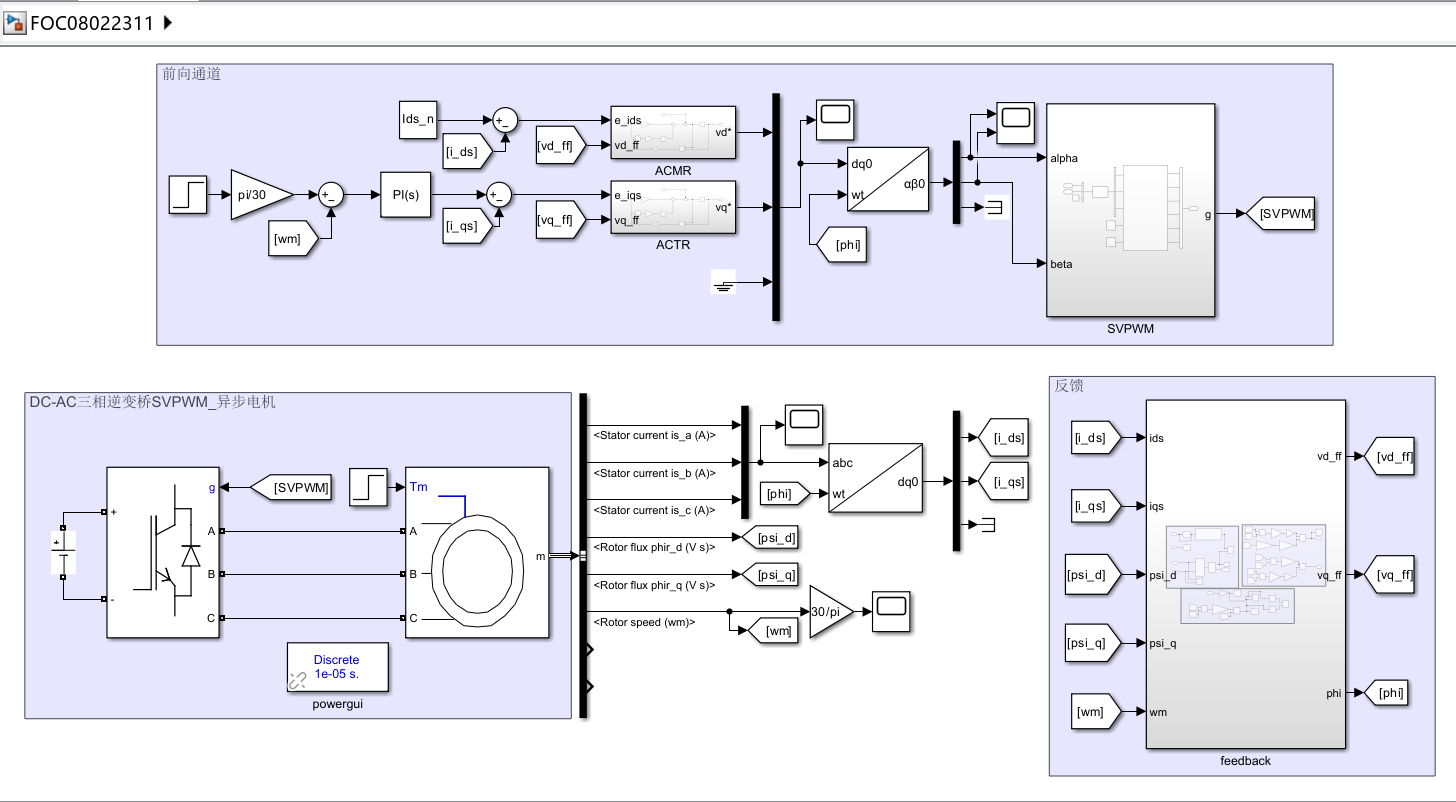 FOC08022311
前向通道
Ids_n
[i_ds]
[vd_ff]
e_ids
vd_ff
vd*
ACMR
pi/30
[wm]
PI(s)
[i_qs]
[vq_ff]
e_iqs
vq_ff
vq*
ACTR
dq0
wt
αβ0
[phi]
alpha
beta
g
SVPWM
[SVPWM]
DC-AC三相逆变桥SVPWM_异步电机
+
-
g
A
B
C
[SVPWM]
Tm
A
B
C
m
Discrete
1e-05 s.
powergui
<Stator current is_a (A)>
<Stator current is_b (A)>
<Stator current is_c (A)>
<Rotor flux phir_d (V s)>
<Rotor flux phir_q (V s)>
<Rotor speed (wm)>
[phi]
abc
wt
dq0
[i_ds]
[i_qs]
[psi_d]
[psi_q]
[wm]
30/pi
反馈
[i_ds]
[i_qs]
[psi_d]
[psi_q]
[wm]
ids
iqs
psi_d
psi_q
wm
vd_ff
vq_ff
phi
[vd_ff]
[vq_ff]
[phi]
feedback